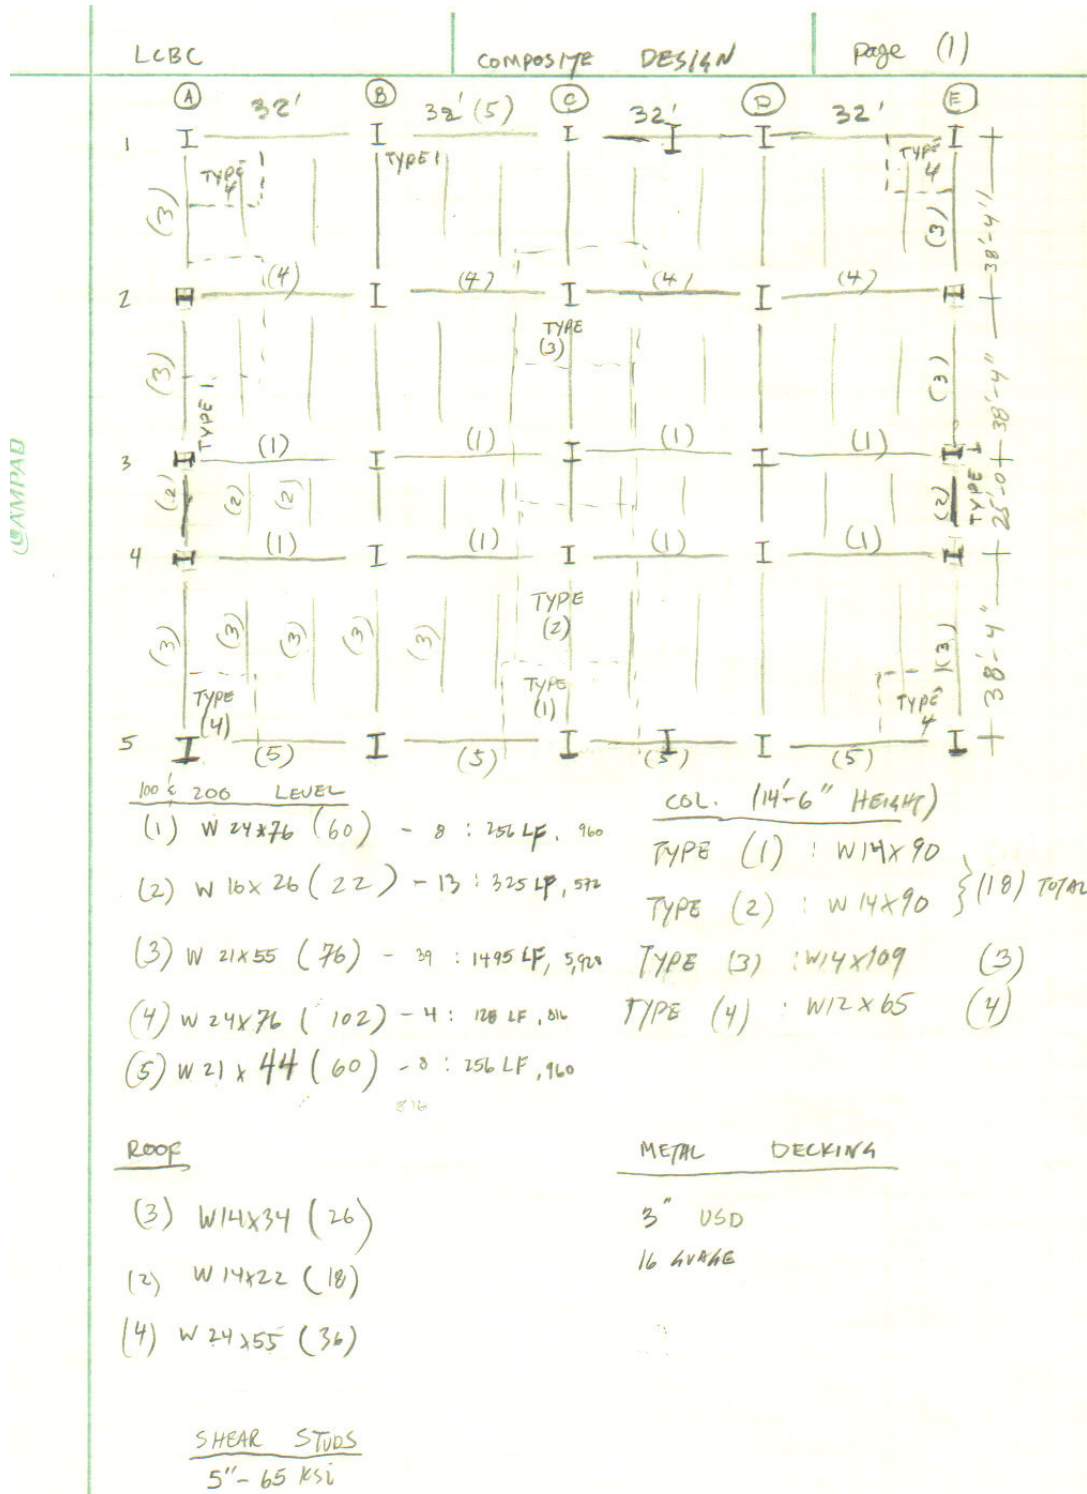 LCBC COMPOSITE DESIGN page (1)
A B C D E
32' 32' (5) 32' 32'
1
TYPE 1
TYPE 4
TYPE 4
(3) (3) 38'-4"
2 (4) (4) (4) (4)
TYPE (3)
(3) (3) 38'-4"
TYPE 1
3 (1) (1) (1) (1)
TYPE 1
(2) (2) (2) (2) 25'-0
4 (1) (1) (1) (1)
TYPE (2)
(3) (3) (3) (3) (3) (3) 38'-4"
TYPE (4)
TYPE (1)
TYPE 4
5 (5) (5) (5) (5)
100 & 200 LEVEL
(1) W 24x76 (60) - 8 : 256 LF, 960
(2) W 16x26 (22) - 13 : 325 LF, 572
(3) W 21x55 (76) - 39 : 1495 LF, 5,928
(4) W 24x76 (102) - 4 : 128 LF, 816
(5) W 21x44 (60) - 8 : 256 LF, 960
816
COL. (14'-6" HEIGHT)
TYPE (1) : W14x90
TYPE (2) : W14x90 } (18) TOTAL
TYPE (3) : W14x109 (3)
TYPE (4) : W12x65 (4)
ROOF
(3) W14x34 (26)
(2) W14x22 (18)
(4) W24x55 (36)
METAL DECKING
3" USD
16 GUAGE
SHEAR STUDS
5"- 65 KSi
AMPAD